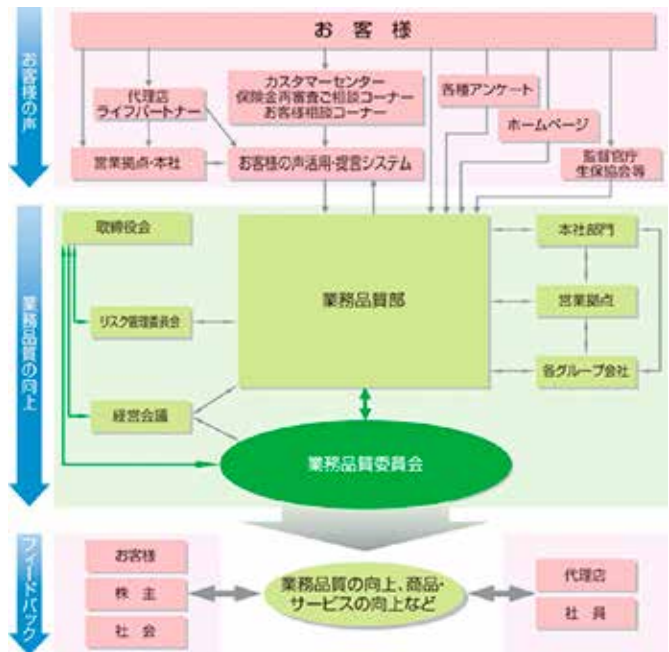 お客様の声
お客様
代理店
ライフパートナー
カスタマーセンター
保険金再審査ご相談コーナー
お客様相談コーナー
各種アンケート
ホームページ
営業拠点・本社
お客様の声活用・提言システム
監督官庁
生保協会等
業務品質の向上
取締役会
業務品質部
本社部門
リスク管理委員会
営業拠点
経営会議
各グループ会社
業務品質委員会
フィードバック
お客様
株主
社会
業務品質の向上、商品・
サービスの向上など
代理店
社員